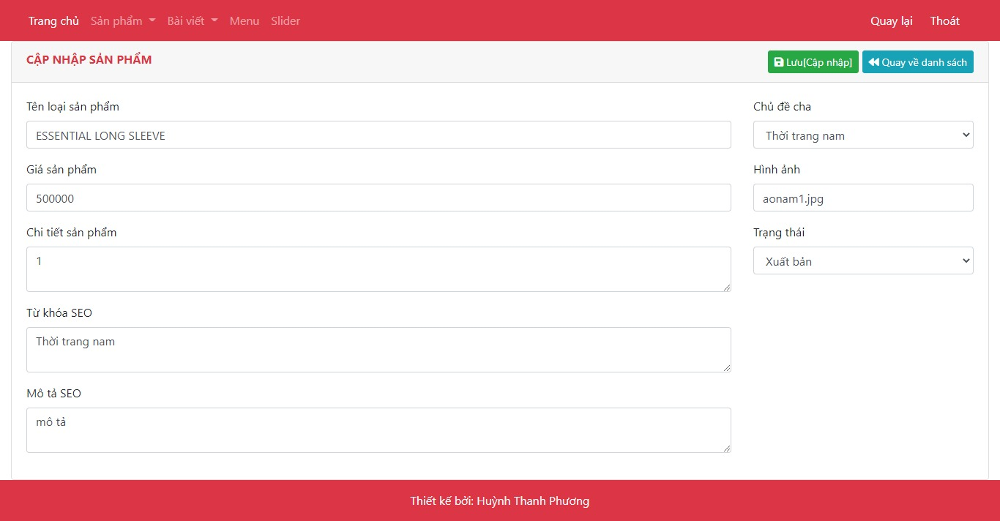 Trang chủ Sản phẩm Bài viết Menu Slider Quay lại Thoát
CẬP NHẬP SẢN PHẨM Lưu[Cập nhập] Quay về danh sách
Tên loại sản phẩm
ESSENTIAL LONG SLEEVE
Giá sản phẩm
500000
Chi tiết sản phẩm
1
Từ khóa SEO
Thời trang nam
Mô tả SEO
mô tả
Chủ đề cha
Thời trang nam
Hình ảnh
aonam1.jpg
Trạng thái
Xuất bản
Thiết kế bởi: Huỳnh Thanh Phương